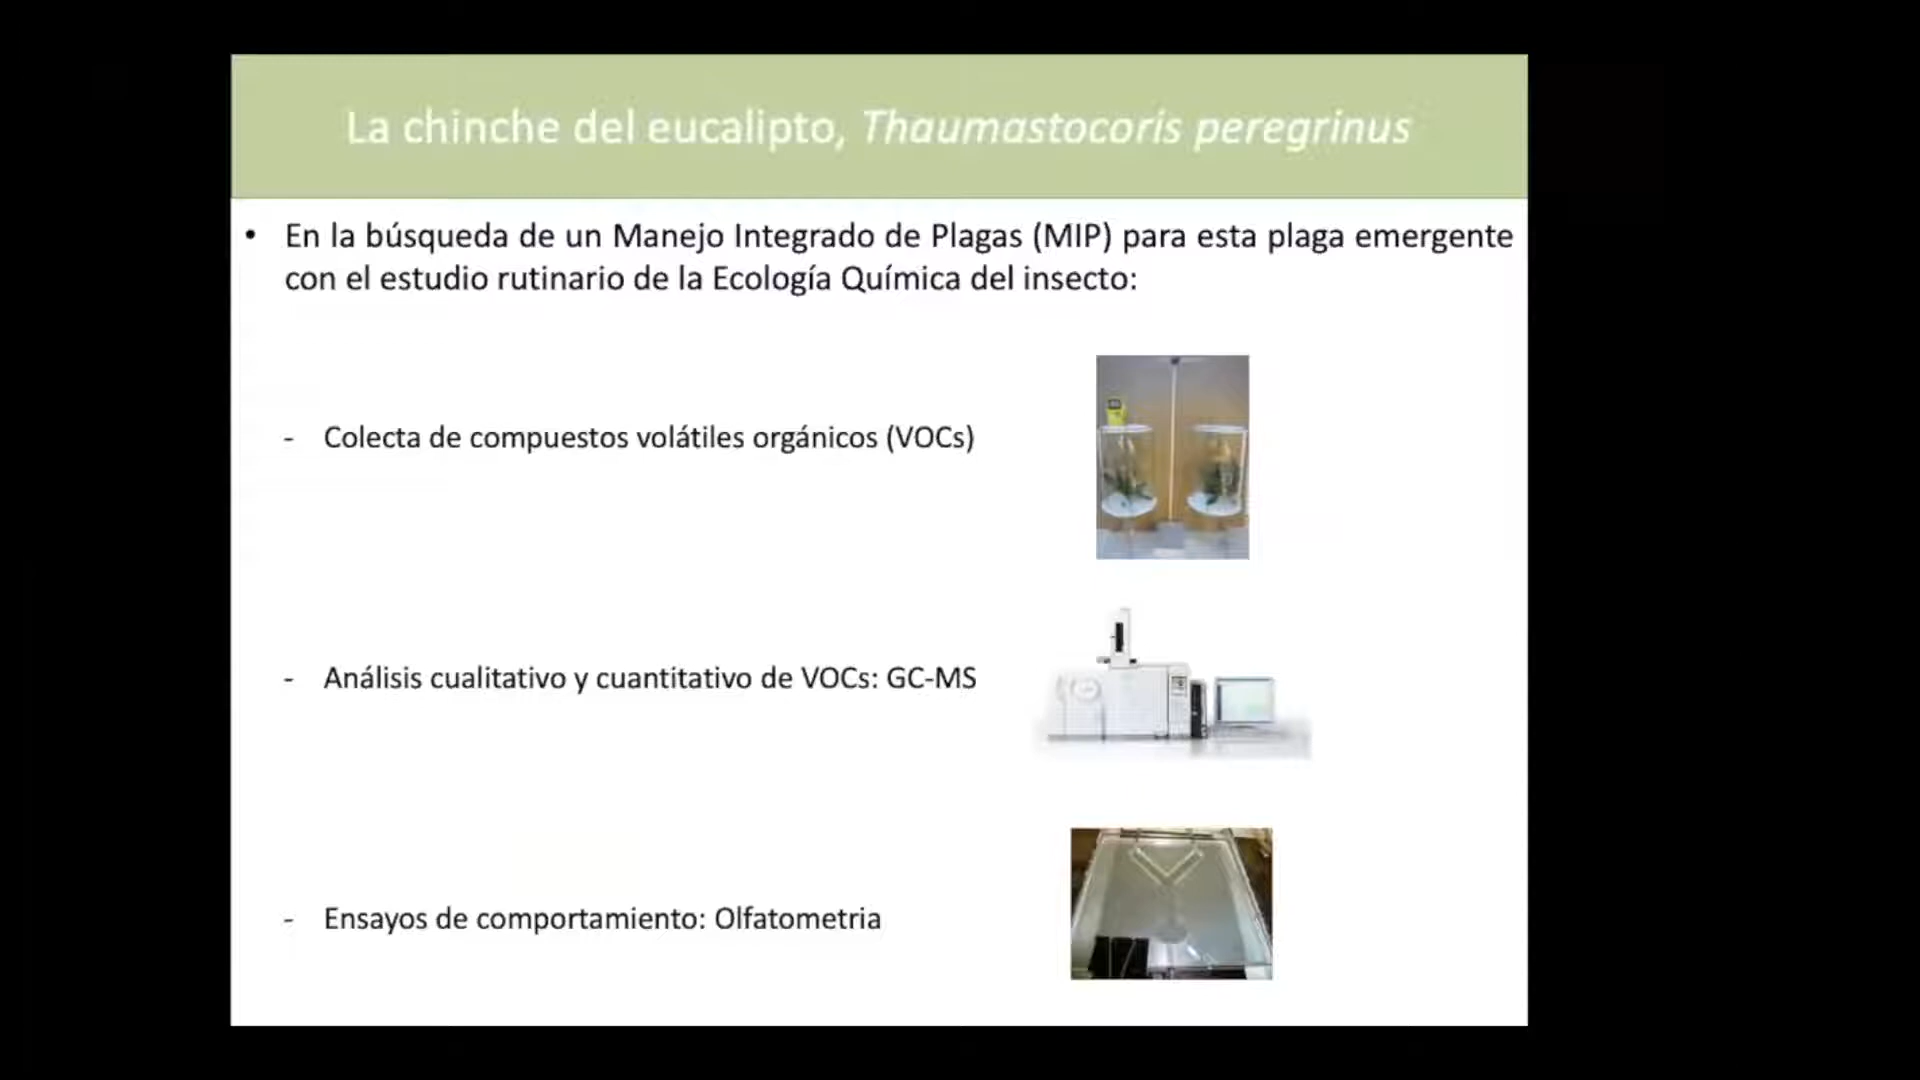 La chinche del eucalipto, Thaumastocoris peregrinus
• En la búsqueda de un Manejo Integrado de Plagas (MIP) para esta plaga emergente
con el estudio rutinario de la Ecología Química del insecto:
- Colecta de compuestos volátiles orgánicos (VOCs)
- Análisis cualitativo y cuantitativo de VOCs: GC-MS
- Ensayos de comportamiento: Olfatometria